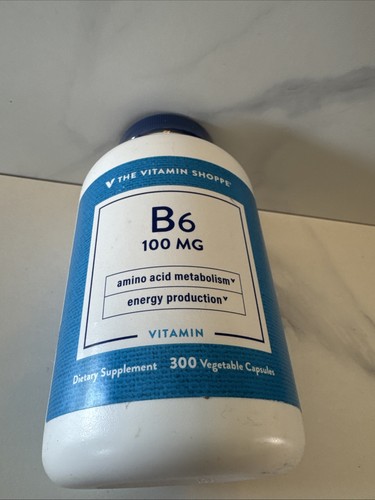 THE VITAMIN SHOPPE®
B6
100 MG
amino acid metabolism▾
energy production▾
VITAMIN
Dietary Supplement 300 Vegetable Capsules